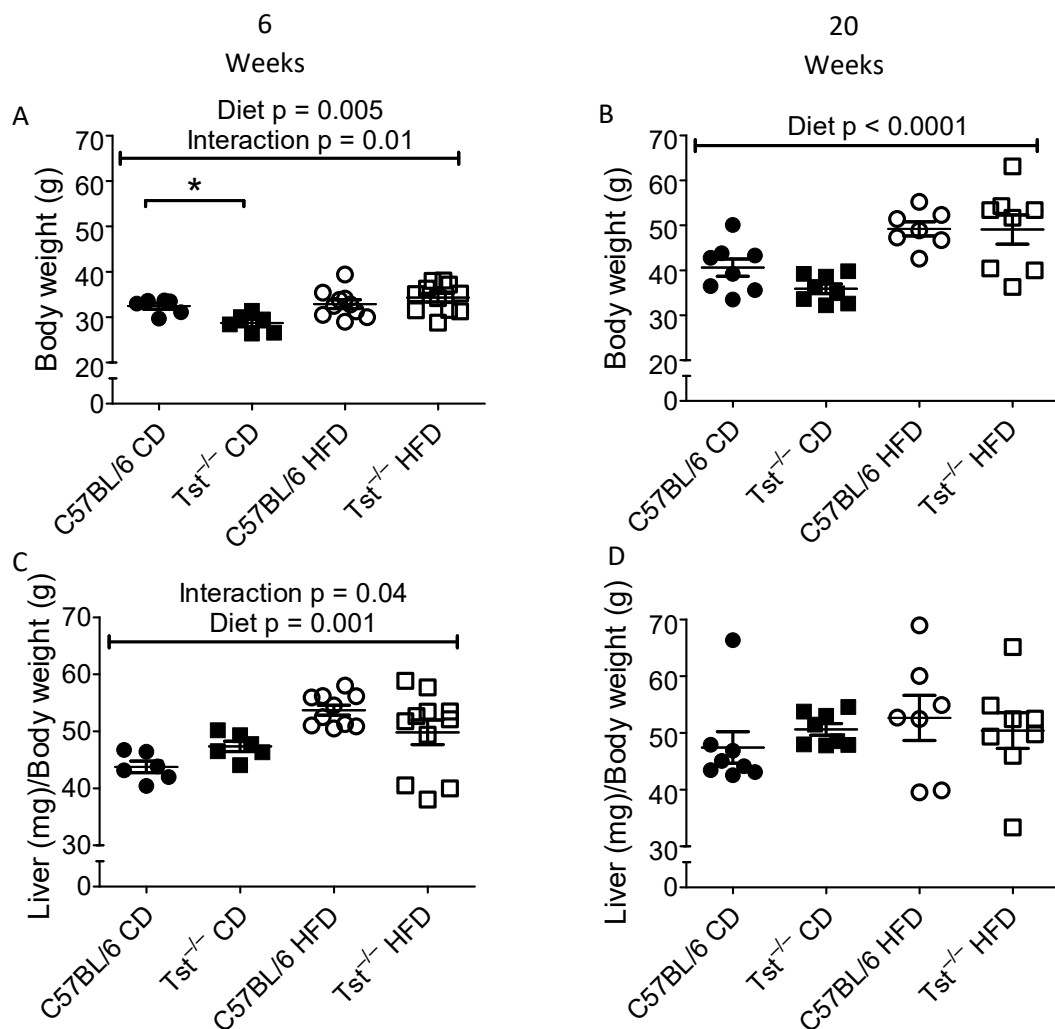 6
Weeks
20
Weeks
A
Diet p = 0.005
Interaction p = 0.01
*
Body weight (g)
70
60
50
40
30
20
0
C57BL/6 CD
Tst⁻/⁻ CD
C57BL/6 HFD
Tst⁻/⁻ HFD
B
Diet p < 0.0001
Body weight (g)
70
60
50
40
30
20
0
C57BL/6 CD
Tst⁻/⁻ CD
C57BL/6 HFD
Tst⁻/⁻ HFD
C
Interaction p = 0.04
Diet p = 0.001
Liver (mg)/Body weight (g)
70
60
50
40
30
0
C57BL/6 CD
Tst⁻/⁻ CD
C57BL/6 HFD
Tst⁻/⁻ HFD
D
Liver (mg)/Body weight (g)
70
60
50
40
30
0
C57BL/6 CD
Tst⁻/⁻ CD
C57BL/6 HFD
Tst⁻/⁻ HFD